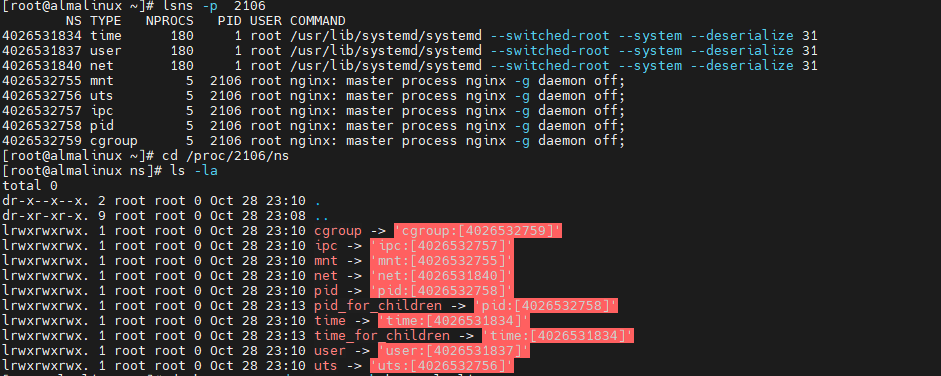 [root@almalinux ~]# lsns -p  2106
        NS TYPE   NPROCS   PID USER COMMAND
4026531834 time      180     1 root /usr/lib/systemd/systemd --switched-root --system --deserialize 31
4026531837 user      180     1 root /usr/lib/systemd/systemd --switched-root --system --deserialize 31
4026531840 net       180     1 root /usr/lib/systemd/systemd --switched-root --system --deserialize 31
4026532755 mnt         5  2106 root nginx: master process nginx -g daemon off;
4026532756 uts         5  2106 root nginx: master process nginx -g daemon off;
4026532757 ipc         5  2106 root nginx: master process nginx -g daemon off;
4026532758 pid         5  2106 root nginx: master process nginx -g daemon off;
4026532759 cgroup      5  2106 root nginx: master process nginx -g daemon off;
[root@almalinux ~]# cd /proc/2106/ns
[root@almalinux ns]# ls -la
total 0
dr-x--x--x. 2 root root 0 Oct 28 23:10 .
dr-xr-xr-x. 9 root root 0 Oct 28 23:08 ..
lrwxrwxrwx. 1 root root 0 Oct 28 23:10 cgroup -> 'cgroup:[4026532759]'
lrwxrwxrwx. 1 root root 0 Oct 28 23:10 ipc -> 'ipc:[4026532757]'
lrwxrwxrwx. 1 root root 0 Oct 28 23:10 mnt -> 'mnt:[4026532755]'
lrwxrwxrwx. 1 root root 0 Oct 28 23:10 net -> 'net:[4026531840]'
lrwxrwxrwx. 1 root root 0 Oct 28 23:10 pid -> 'pid:[4026532758]'
lrwxrwxrwx. 1 root root 0 Oct 28 23:13 pid_for_children -> 'pid:[4026532758]'
lrwxrwxrwx. 1 root root 0 Oct 28 23:10 time -> 'time:[4026531834]'
lrwxrwxrwx. 1 root root 0 Oct 28 23:13 time_for_children -> 'time:[4026531834]'
lrwxrwxrwx. 1 root root 0 Oct 28 23:10 user -> 'user:[4026531837]'
lrwxrwxrwx. 1 root root 0 Oct 28 23:10 uts -> 'uts:[4026532756]'